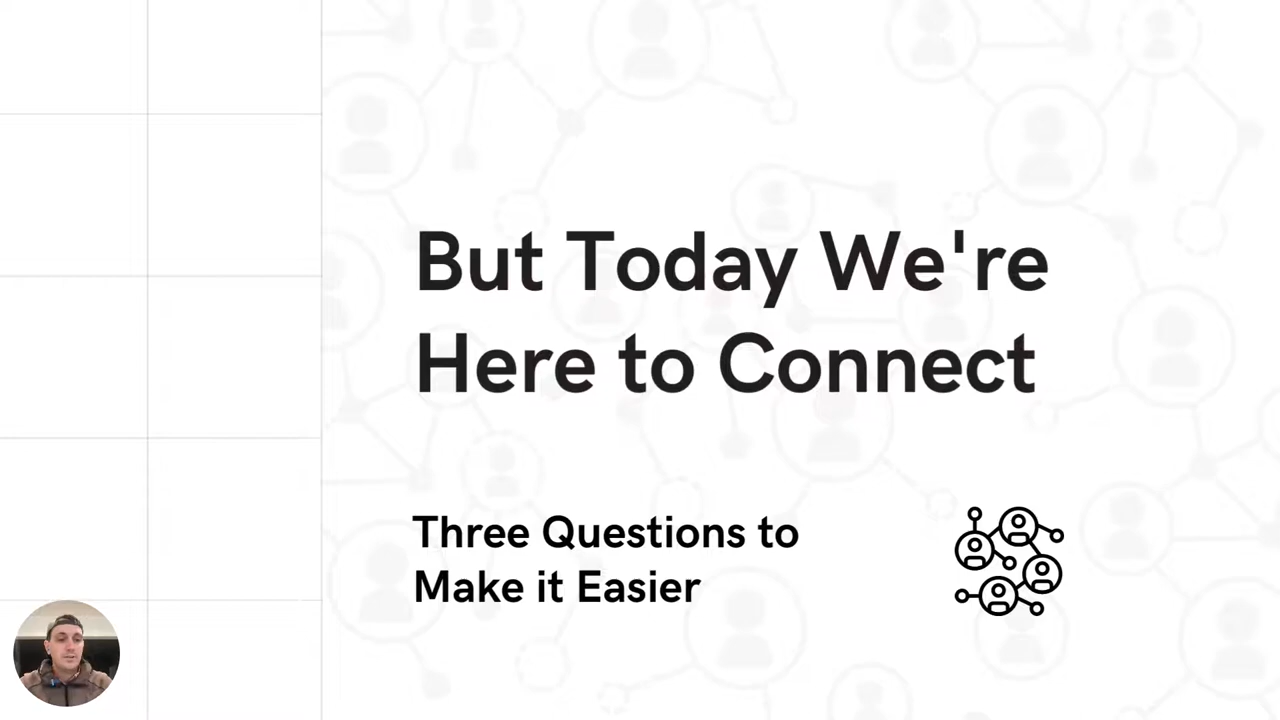 But Today We're
Here to Connect
Three Questions to
Make it Easier